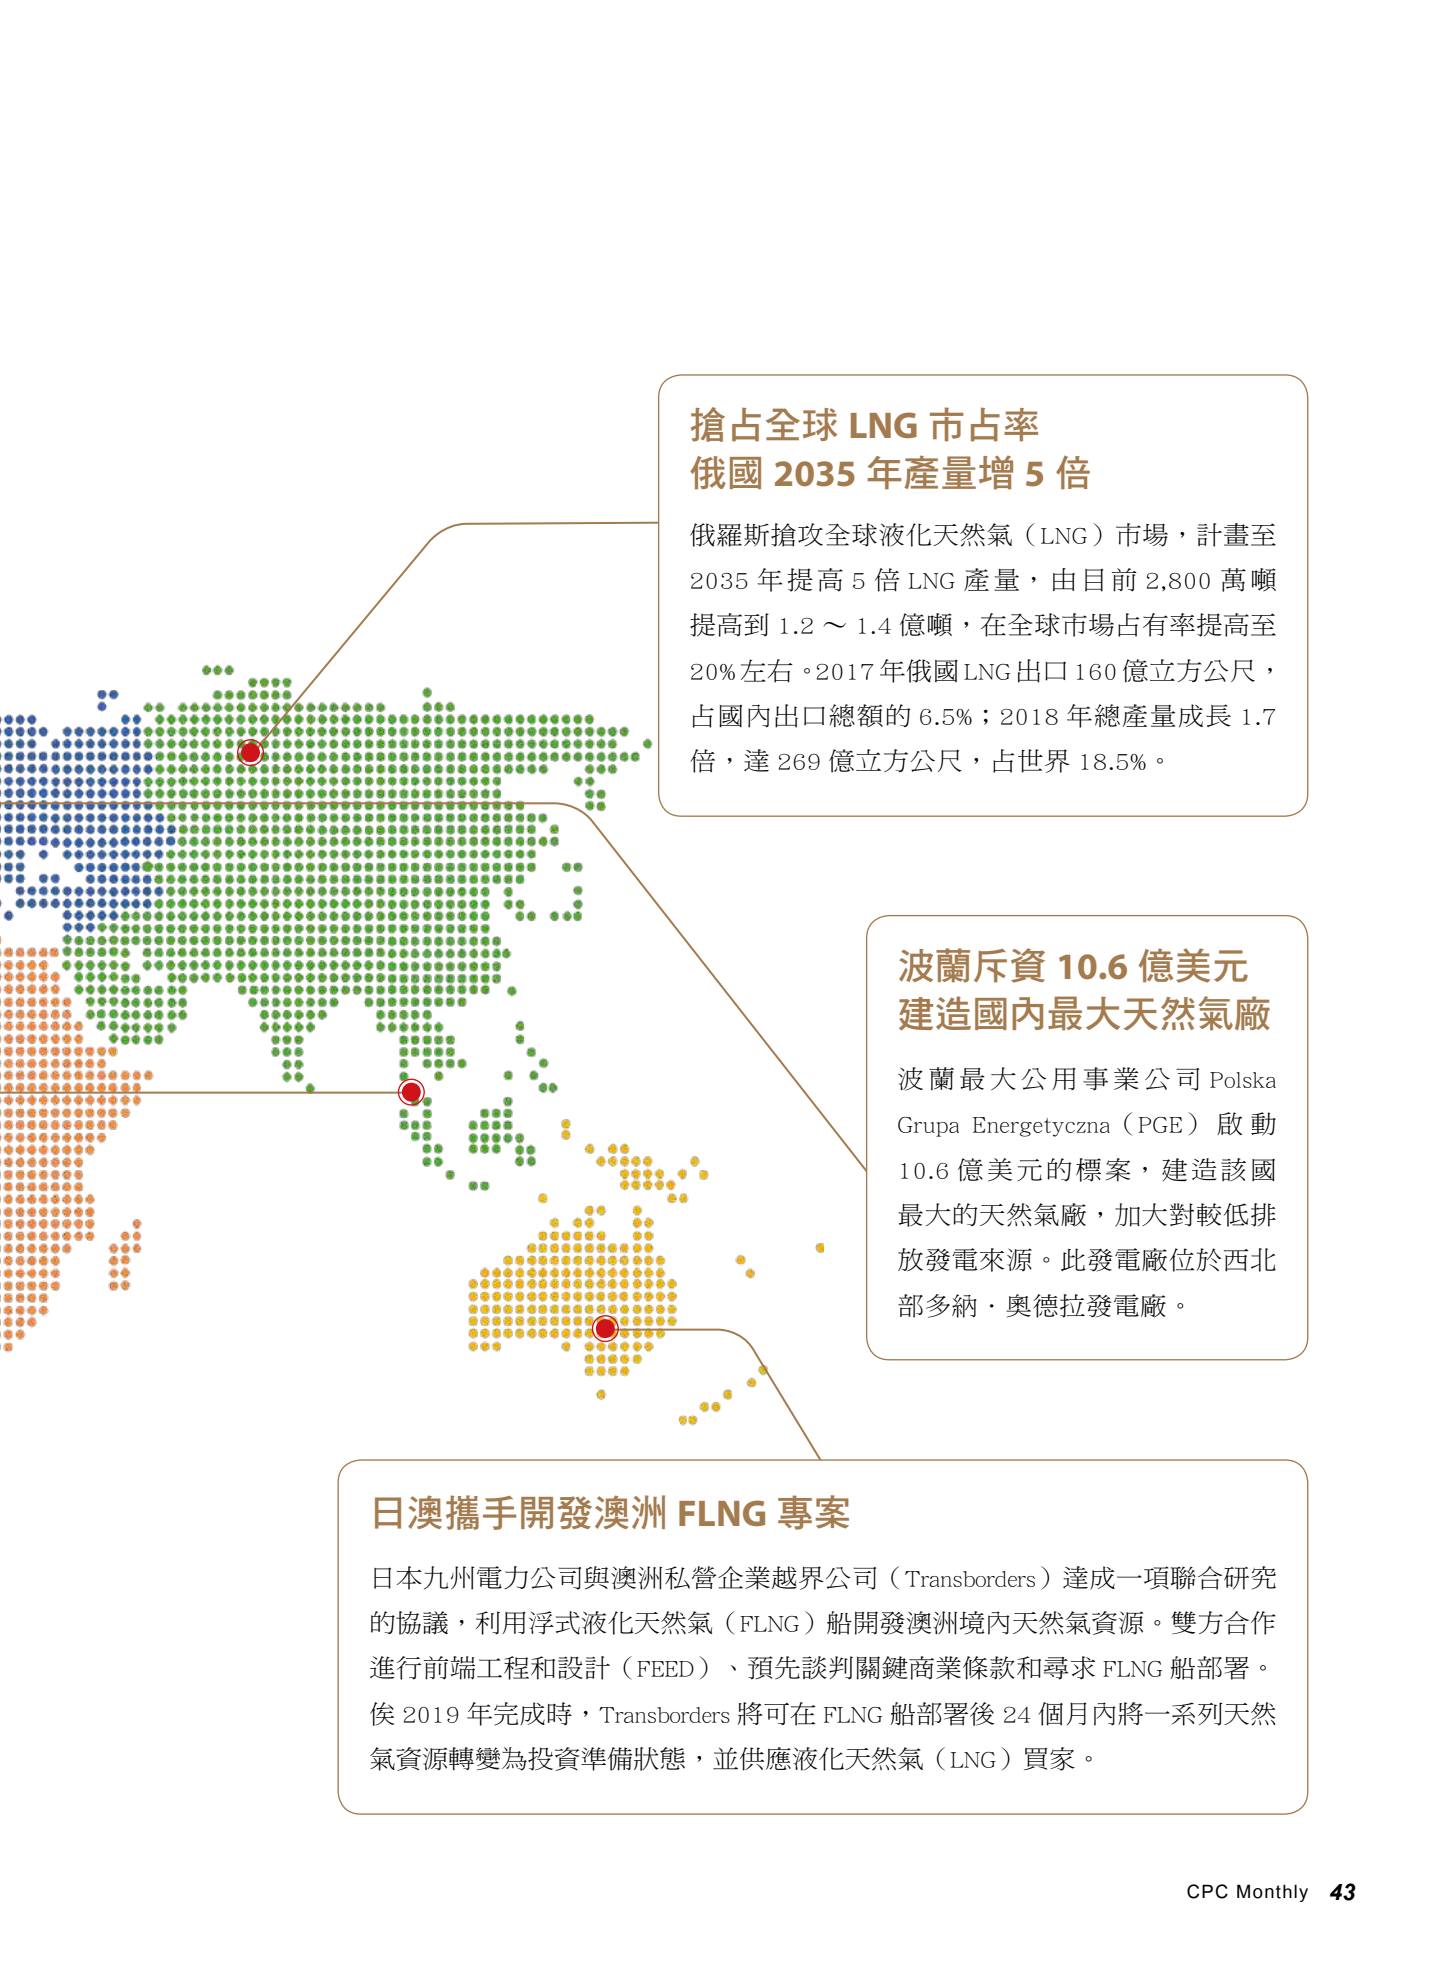 搶占全球 LNG 市占率
俄國 2035 年產量增 5 倍
俄羅斯搶攻全球液化天然氣（LNG）市場，計畫至
2035 年提高 5 倍 LNG 產量，由目前 2,800 萬噸
提高到 1.2 ～ 1.4 億噸，在全球市場占有率提高至
20% 左右。2017 年俄國 LNG 出口 160 億立方公尺，
占國內出口總額的 6.5%；2018 年總產量成長 1.7
倍，達 269 億立方公尺，占世界 18.5%。
波蘭斥資 10.6 億美元
建造國內最大天然氣廠
波蘭最大公用事業公司 Polska
Grupa Energetyczna（PGE）啟動
10.6 億美元的標案，建造該國
最大的天然氣廠，加大對較低排
放發電來源。此發電廠位於西北
部多納．奧德拉發電廠。
日澳攜手開發澳洲 FLNG 專案
日本九州電力公司與澳洲私營企業越界公司（Transborders）達成一項聯合研究
的協議，利用浮式液化天然氣（FLNG）船開發澳洲境內天然氣資源。雙方合作
進行前端工程和設計（FEED）、預先談判關鍵商業條款和尋求 FLNG 船部署。
俟 2019 年完成時，Transborders 將可在 FLNG 船部署後 24 個月內將一系列天然
氣資源轉變為投資準備狀態，並供應液化天然氣（LNG）買家。
CPC Monthly 43